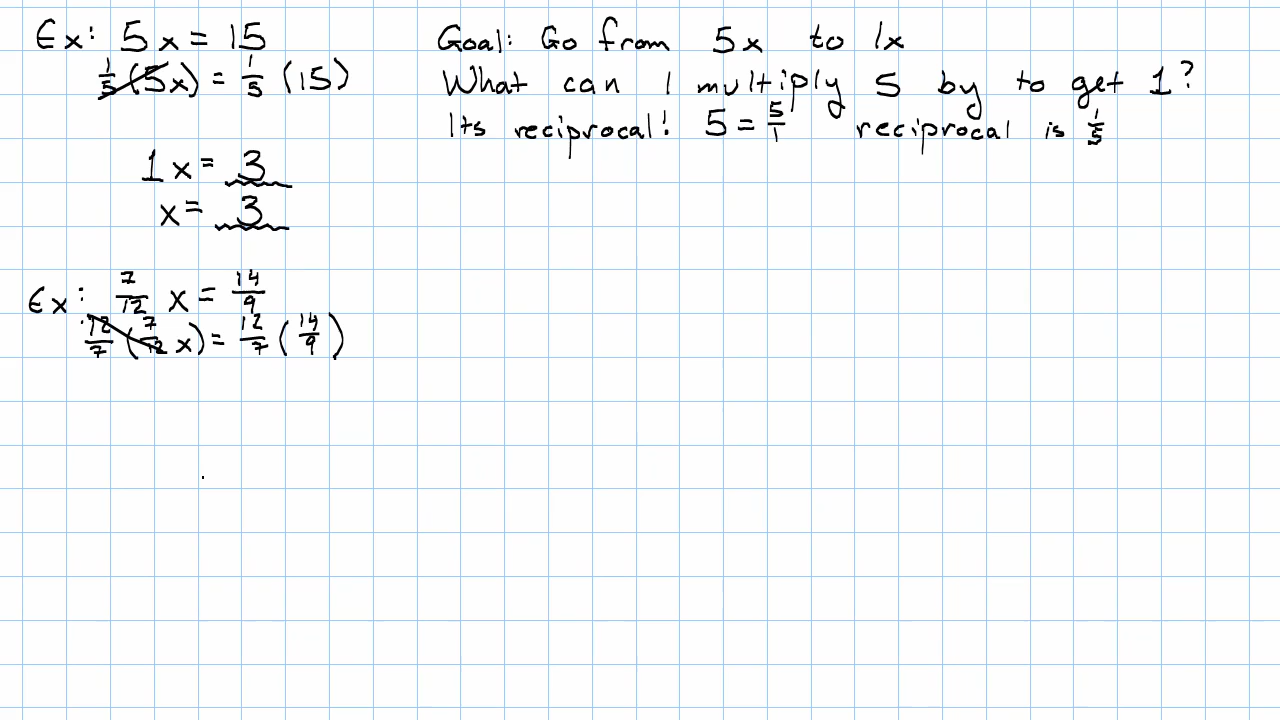 Ex: 5x = 15
1/5 (5x) = 1/5 (15)
1x = 3
x = 3
Goal: Go from 5x to 1x
What can I multiply 5 by to get 1?
Its reciprocal! 5 = 5/1 reciprocal is 1/5
Ex: 7/12 x = 14/9
12/7 (7/12 x) = 12/7 (14/9)